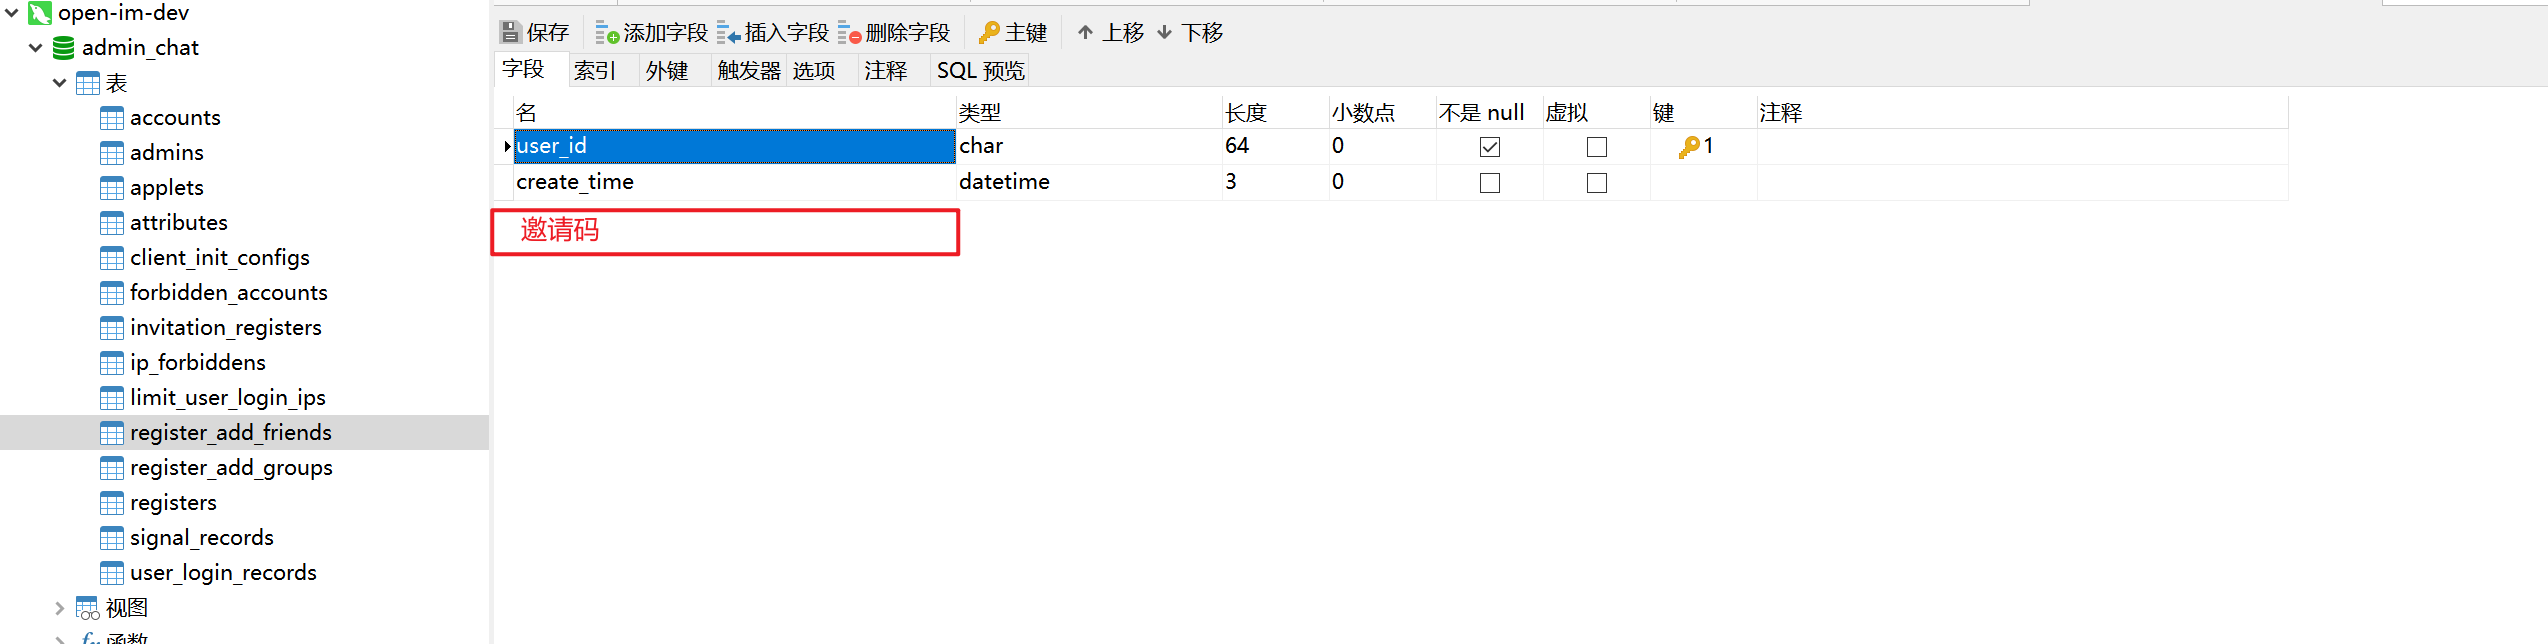 open-im-dev
admin_chat
表
accounts
admins
applets
attributes
client_init_configs
forbidden_accounts
invitation_registers
ip_forbiddens
limit_user_login_ips
register_add_friends
register_add_groups
registers
signal_records
user_login_records
视图
fx 函数
保存 添加字段 插入字段 删除字段 主键 上移 下移
字段 索引 外键 触发器 选项 注释 SQL 预览
名 类型 长度 小数点 不是 null 虚拟 键 注释
user_id char 64 0 1
create_time datetime 3 0
邀请码